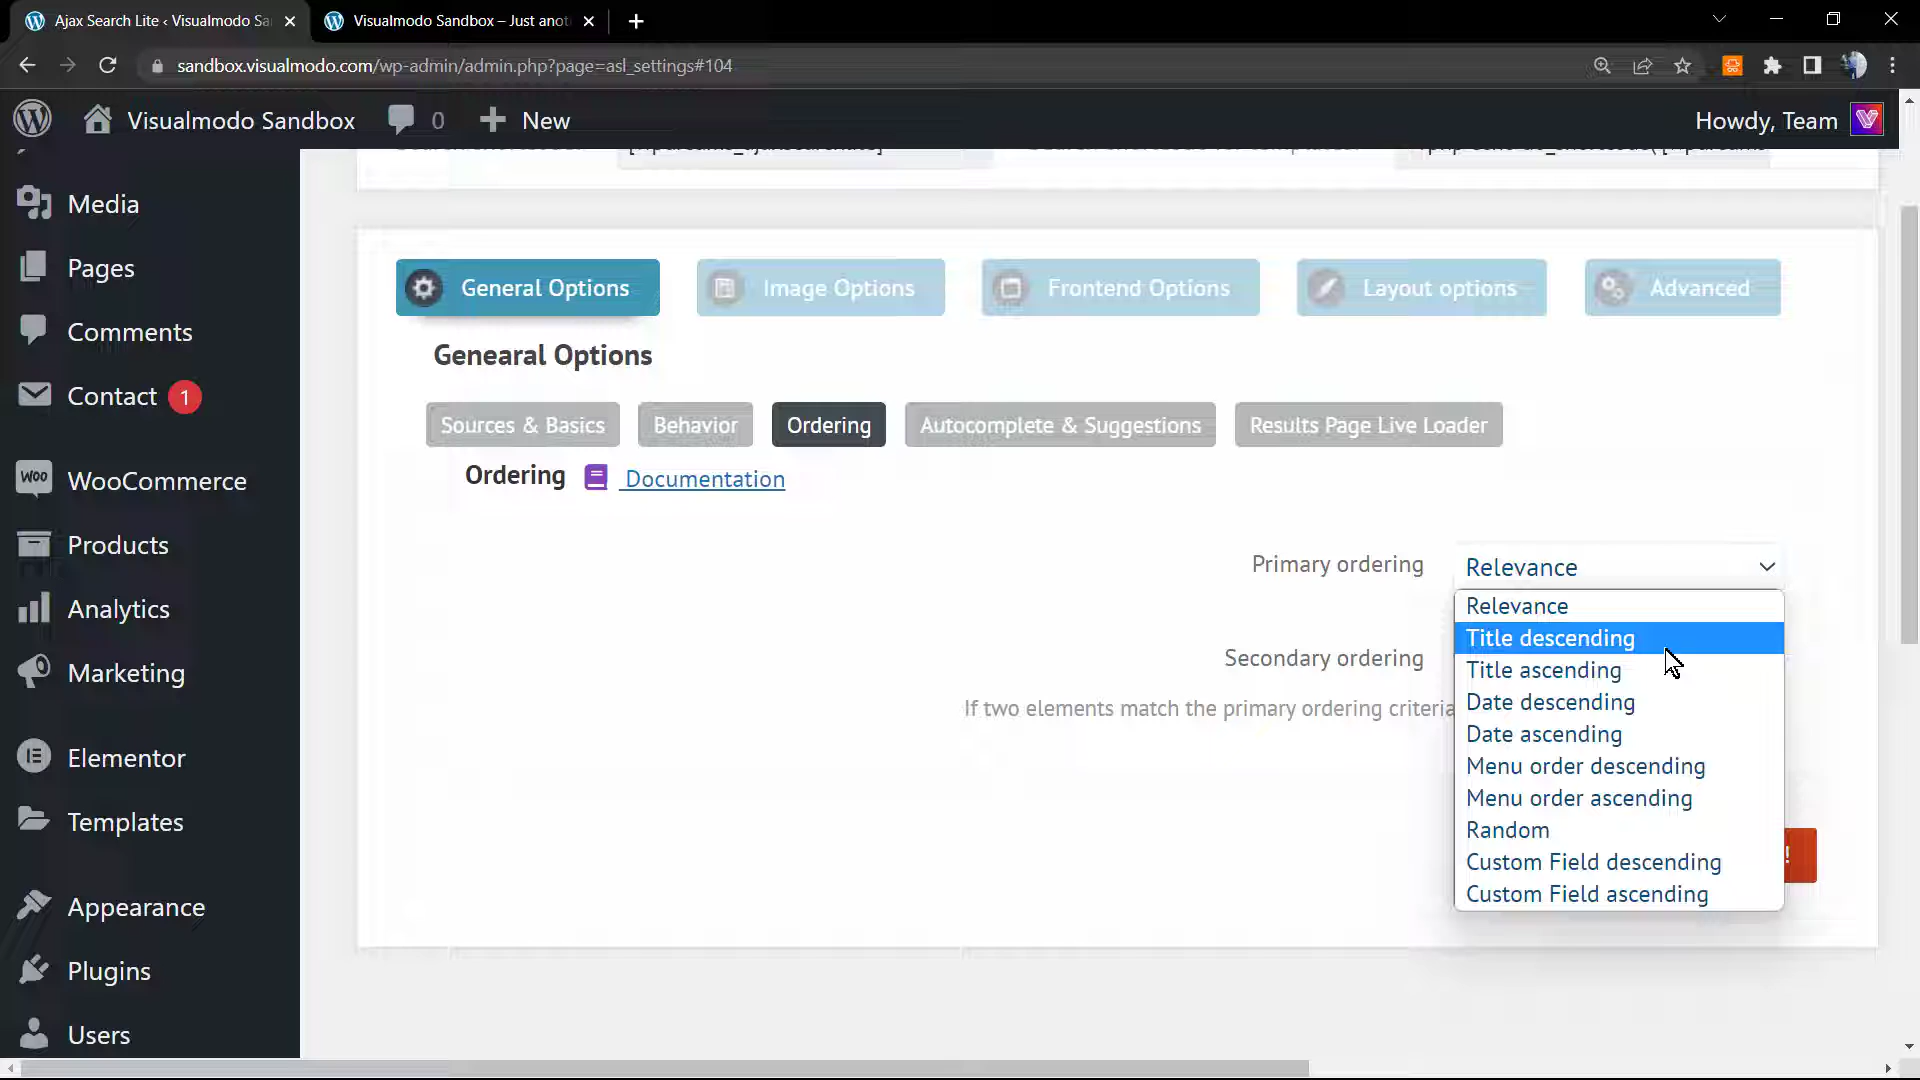 Ajax Search Lite ‹ Visualmodo Sa
Visualmodo Sandbox – Just anot
sandbox.visualmodo.com/wp-admin/admin.php?page=asl_settings#104
Visualmodo Sandbox
0
New
Howdy, Team
Media
Pages
Comments
Contact 1
WooCommerce
Products
Analytics
Marketing
Elementor
Templates
Appearance
Plugins
Users
General Options
Image Options
Frontend Options
Layout options
Advanced
Genearal Options
Sources & Basics
Behavior
Ordering
Autocomplete & Suggestions
Results Page Live Loader
Ordering
Documentation
Primary ordering
Relevance
Relevance
Title descending
Title ascending
Date descending
Date ascending
Menu order descending
Menu order ascending
Random
Custom Field descending
Custom Field ascending
Secondary ordering
If two elements match the primary ordering criteria
!